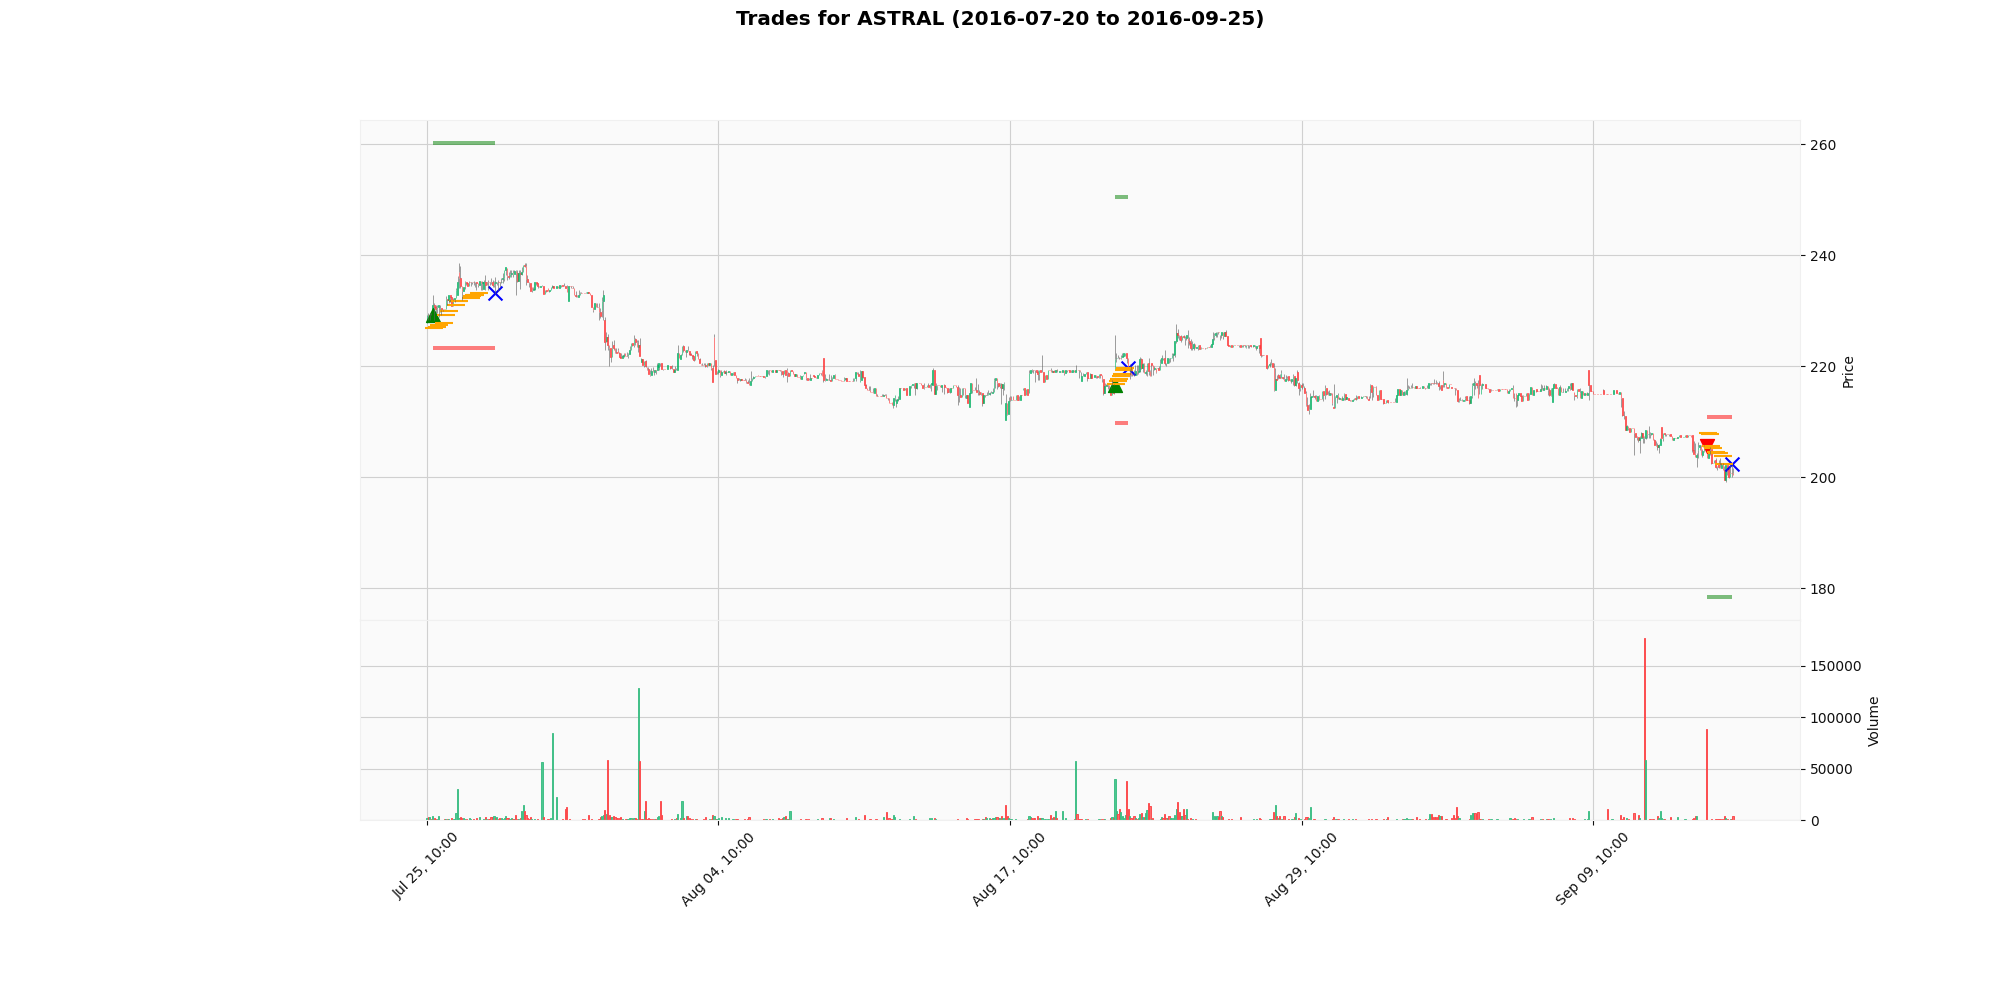 Trades for ASTRAL (2016-07-20 to 2016-09-25)
260
240
220
200
180
Price
150000
100000
50000
0
Volume
Jul 25, 10:00
Aug 04, 10:00
Aug 17, 10:00
Aug 29, 10:00
Sep 09, 10:00